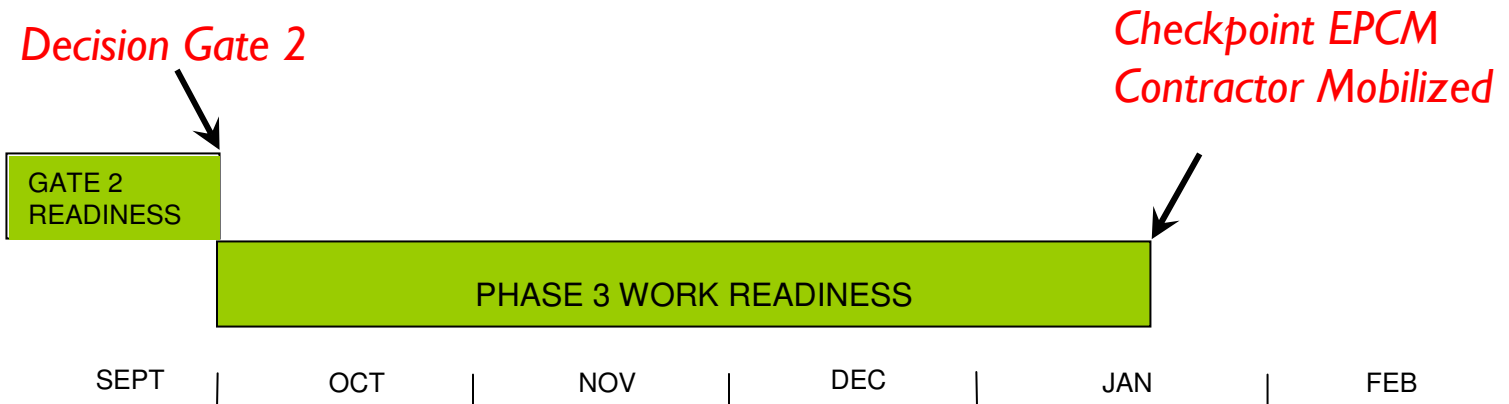 Decision Gate 2
Checkpoint EPCM
Contractor Mobilized
GATE 2
READINESS
PHASE 3 WORK READINESS
SEPT OCT NOV DEC JAN FEB